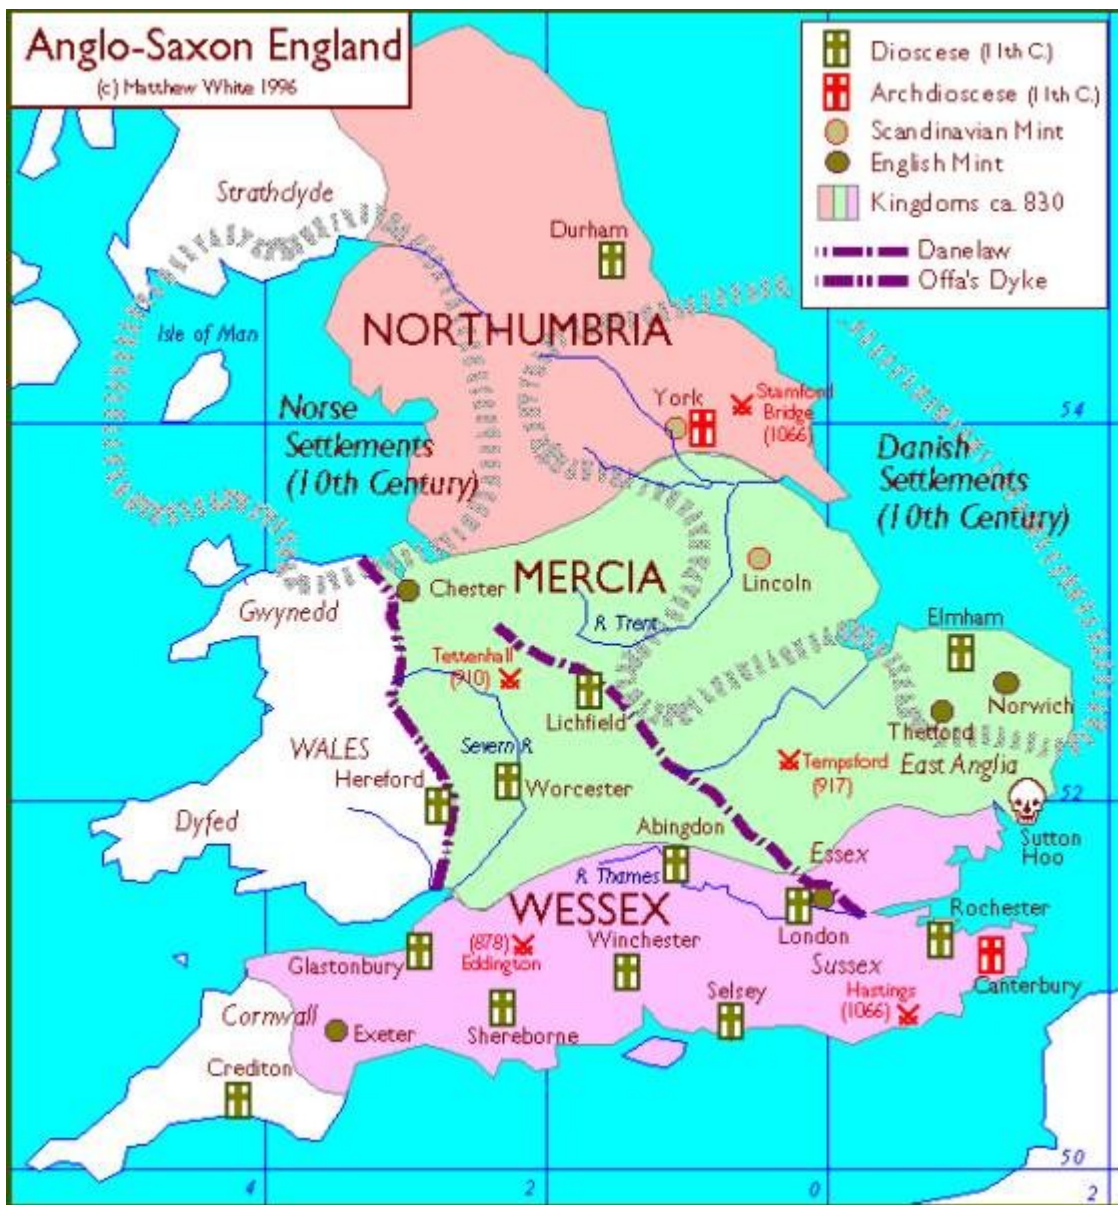 Anglo-Saxon England
(c) Matthew White 1996
Dioscese (11th C.)
Archdioscese (11th C.)
Scandinavian Mint
English Mint
Kingdoms ca. 830
Danelaw
Offa's Dyke
Strathclyde
Durham
Isle of Man
NORTHUMBRIA
York
Stamford
Bridge
(1066)
54
Norse
Settlements
(10th Century)
Danish
Settlements
(10th Century)
Chester
MERCIA
Lincoln
Gwynedd
R. Trent
Elmham
Tettenhall
(910)
Lichfield
Norwich
Thetford
WALES
Severn R.
Tempsford
(917)
East Anglia
Hereford
Worcester
52
Dyfed
Abingdon
Essex
Sutton
Hoo
R. Thames
WESSEX
Rochester
London
Glastonbury
(878)
Eddington
Winchester
Sussex
Canterbury
Hastings
(1066)
Selsey
Cornwall
Exeter
Shereborne
Crediton
50
4
2
0
2